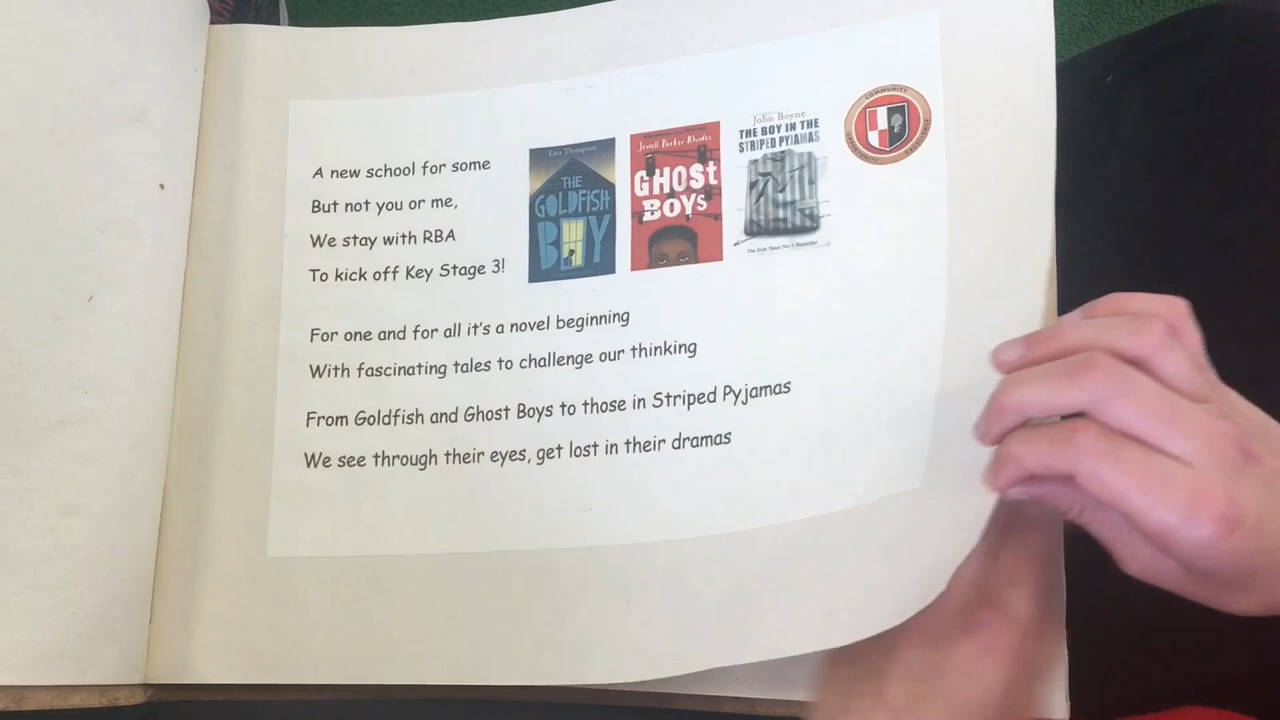 A new school for some
But not you or me,
We stay with RBA
To kick off Key Stage 3!
Lisa Thompson
THE
GOLDFISH
BOY
Jewell Parker Rhodes
GHOST
BOYS
John Boyne
THE BOY IN THE
STRIPED PYJAMAS
COMMUNITY
OPPORTUNITY
EXCELLENCE
For one and for all it's a novel beginning
With fascinating tales to challenge our thinking
From Goldfish and Ghost Boys to those in Striped Pyjamas
We see through their eyes, get lost in their dramas